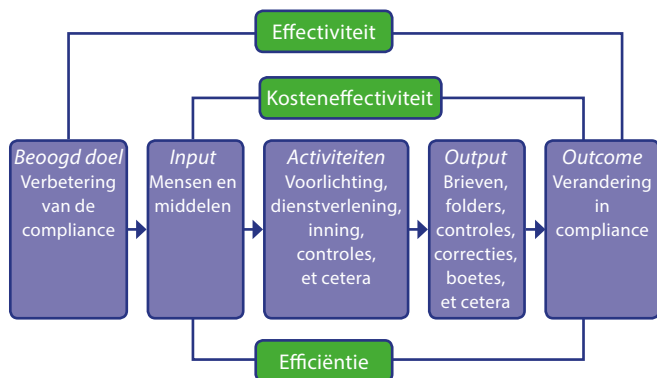 Effectiviteit
Kosteneffectiviteit
Beoogd doel
Verbetering
van de
compliance
Input
Mensen en
middelen
Activiteiten
Voorlichting,
dienstverlening,
inning,
controles,
et cetera
Output
Brieven,
folders,
controles,
correcties,
boetes,
et cetera
Outcome
Verandering
in
compliance
Efficiëntie